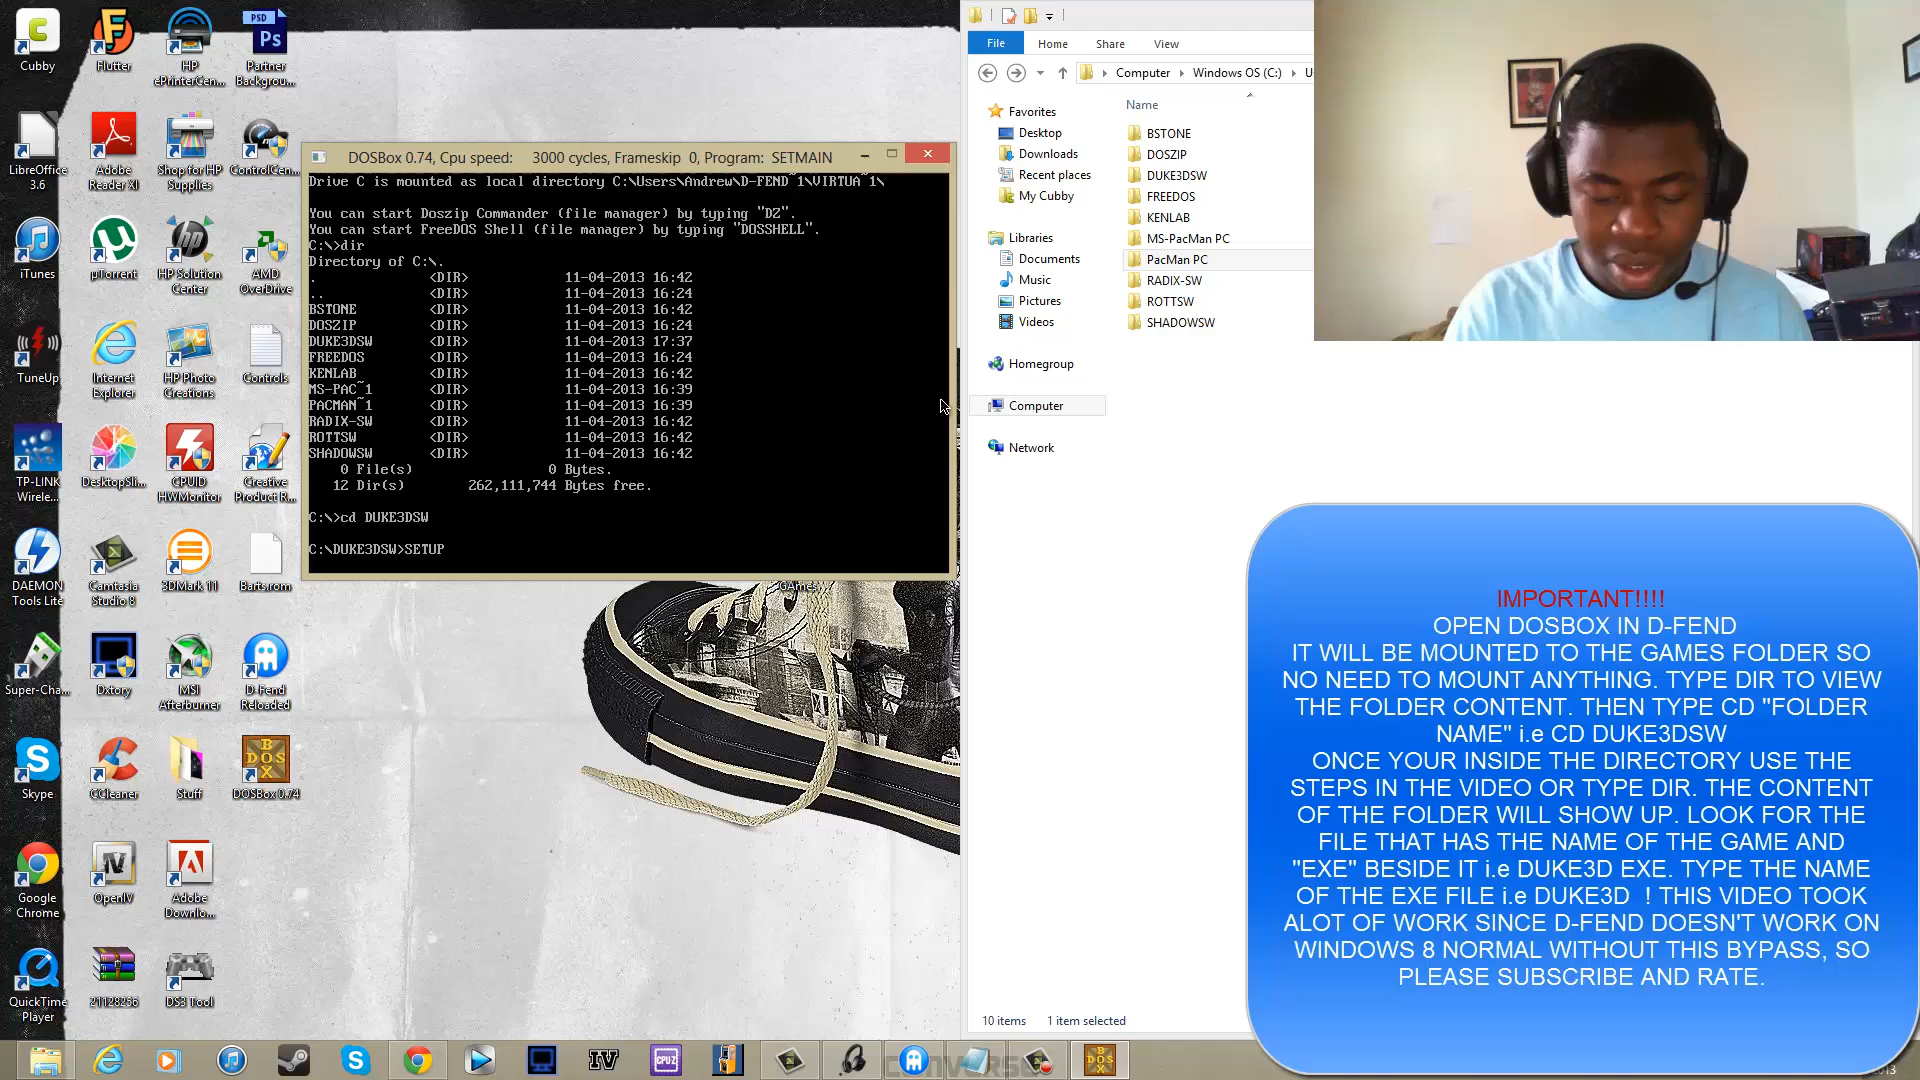 Cubby
Flutter
HP
ePrinterCen...
PSD
Ps
Partner
Backgrou...
LibreOffice
3.6
Adobe
Reader XI
Shop for HP
Supplies
ControlCen...
iTunes
µTorrent
HP Solution
Center
AMD
OverDrive
TuneUp
Internet
Explorer
HP Photo
Creations
Controls
TP-LINK
Wirele...
DesktopSli...
CPUID
HWMonitor
Creative
Product R...
DAEMON
Tools Lite
Camtasia
Studio 8
3DMark 11
Barts.rom
Super-Cha...
Dxtory
MSI
Afterburner
D-Fend
Reloaded
Skype
CCleaner
Stuff
DOSBox 0.74
Google
Chrome
OpenIV
Adobe
Downlo...
QuickTime
Player
21128256
DS3 Tool
DOSBox 0.74, Cpu speed: 3000 cycles, Frameskip 0, Program: SETMAIN
Drive C is mounted as local directory C:\Users\Andrew\D-FEND~1\VIRTUA~1\
You can start Doszip Commander (file manager) by typing "DZ".
You can start FreeDOS Shell (file manager) by typing "DOSSHELL".
C:\>dir
Directory of C:\.
. <DIR> 11-04-2013 16:42
.. <DIR> 11-04-2013 16:24
BSTONE <DIR> 11-04-2013 16:42
DOSZIP <DIR> 11-04-2013 16:24
DUKE3DSW <DIR> 11-04-2013 17:37
FREEDOS <DIR> 11-04-2013 16:24
KENLAB <DIR> 11-04-2013 16:42
MS-PAC~1 <DIR> 11-04-2013 16:39
PACMAN~1 <DIR> 11-04-2013 16:39
RADIX-SW <DIR> 11-04-2013 16:42
ROTTSW <DIR> 11-04-2013 16:42
SHADOWSW <DIR> 11-04-2013 16:42
0 File(s) 0 Bytes.
12 Dir(s) 262,111,744 Bytes free.
C:\>cd DUKE3DSW
C:\DUKE3DSW>SETUP
GAmes
File Home Share View
Computer Windows OS (C:) U
Name
Favorites
Desktop
Downloads
Recent places
My Cubby
Libraries
Documents
Music
Pictures
Videos
Homegroup
Computer
Network
BSTONE
DOSZIP
DUKE3DSW
FREEDOS
KENLAB
MS-PacMan PC
PacMan PC
RADIX-SW
ROTTSW
SHADOWSW
10 items 1 item selected
IMPORTANT!!!!
OPEN DOSBOX IN D-FEND
IT WILL BE MOUNTED TO THE GAMES FOLDER SO
NO NEED TO MOUNT ANYTHING. TYPE DIR TO VIEW
THE FOLDER CONTENT. THEN TYPE CD "FOLDER
NAME" i.e CD DUKE3DSW
ONCE YOUR INSIDE THE DIRECTORY USE THE
STEPS IN THE VIDEO OR TYPE DIR. THE CONTENT
OF THE FOLDER WILL SHOW UP. LOOK FOR THE
FILE THAT HAS THE NAME OF THE GAME AND
"EXE" BESIDE IT i.e DUKE3D EXE. TYPE THE NAME
OF THE EXE FILE i.e DUKE3D ! THIS VIDEO TOOK
ALOT OF WORK SINCE D-FEND DOESN'T WORK ON
WINDOWS 8 NORMAL WITHOUT THIS BYPASS, SO
PLEASE SUBSCRIBE AND RATE.
IV
CPUZ
CONVERSE